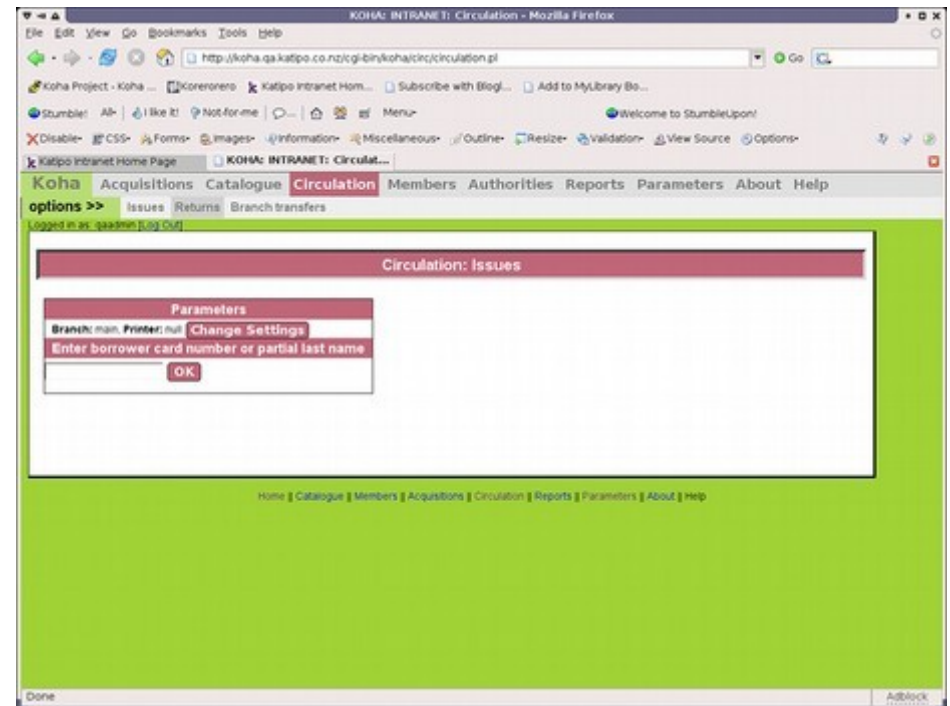 KOHA: INTRANET: Circulation - Mozilla Firefox
File Edit View Go Bookmarks Tools Help
http://koha.qa.katipo.co.nz/cgi-bin/koha/circ/circulation.pl Go
Koha Project - Koha ... Korerorero Katipo Intranet Hom... Subscribe with Blogl... Add to MyLibrary Bo...
Stumble! All I like it! Not-for-me Menu Welcome to StumbleUpon!
Disable CSS Forms Images Information Miscellaneous Outline Resize Validation View Source Options
Katipo Intranet Home Page KOHA: INTRANET: Circulat...
Koha Acquisitions Catalogue Circulation Members Authorities Reports Parameters About Help
options >> Issues Returns Branch transfers
Logged in as: qaadmin [Log Out]
Circulation: Issues
Parameters
Branch: main, Printer: null Change Settings
Enter borrower card number or partial last name
OK
Home || Catalogue || Members || Acquisitions || Circulation || Reports || Parameters || About || Help
Done Adblock